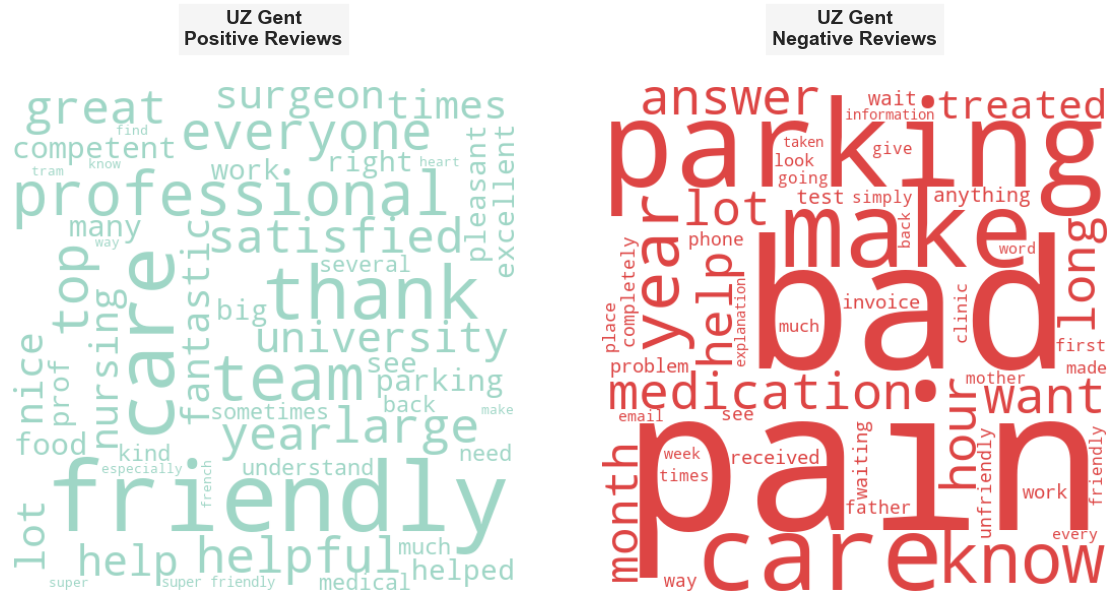 UZ Gent
Positive Reviews
great
surgeon
times
find
everyone
competent
know
tram
work
right
heart
pleasant
excellent
professional
many
way
satisfied
top
care
fantastic
several
thank
big
nursing
university
nice
prof
team
see
parking
sometimes
back
make
year
large
food
kind
especially
french
understand
need
friendly
lot
help
helpful
much
helped
super
super friendly
medical
UZ Gent
Negative Reviews
answer
wait
information
treated
parking
taken
look
going
give
test
simply
anything
year
lot
make
back
word
long
phone
help
completely
place
explanation
bad
invoice
much
clinic
first
problem
made
medication
mother
want
email
see
hour
pain
week
times
received
waiting
unfriendly
friendly
work
month
father
every
care
know
way